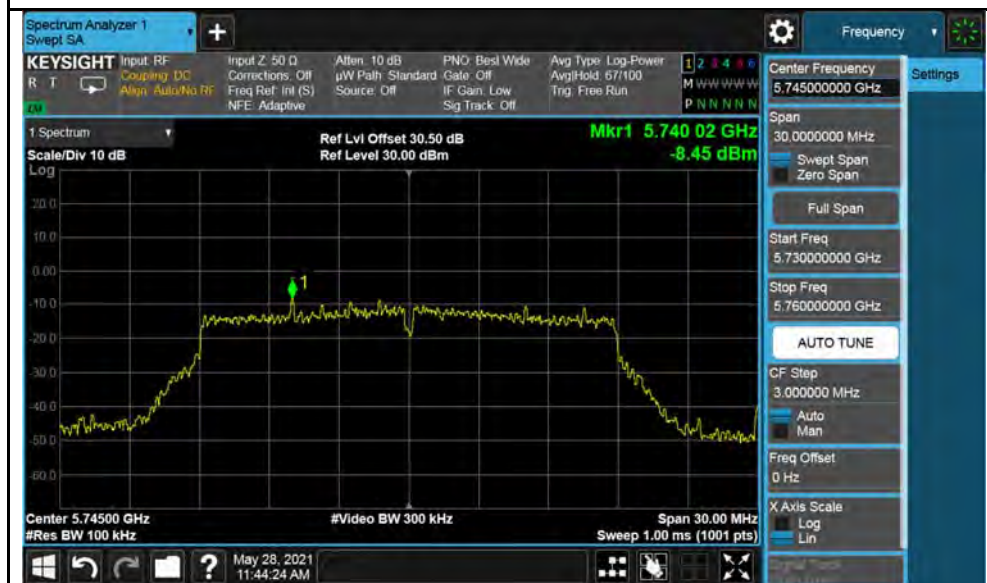 Spectrum Analyzer 1
Swept SA
+
Frequency
KEYSIGHT
R T
Input: RF
Coupling: DC
Align: Auto/No RF
Input Z: 50 Ω
Corrections: Off
Freq Ref: Int (S)
NFE: Adaptive
Atten: 10 dB
µW Path: Standard
Source: Off
PNO: Best Wide
Gate: Off
IF Gain: Low
Sig Track: Off
Avg Type: Log-Power
Avg|Hold: 67/100
Trig: Free Run
1 2 3 4 5 6
M W W W W W
P N N N N N
1 Spectrum
Scale/Div 10 dB
Log
Ref Lvl Offset 30.50 dB
Ref Level 30.00 dBm
Mkr1 5.740 02 GHz
-8.45 dBm
20.0
10.0
0.00
-10.0
-20.0
-30.0
-40.0
-50.0
-60.0
1
Center 5.74500 GHz
#Res BW 100 kHz
#Video BW 300 kHz
Span 30.00 MHz
Sweep 1.00 ms (1001 pts)
?
May 28, 2021
11:44:24 AM
Center Frequency
5.745000000 GHz
Span
30.0000000 MHz
Swept Span
Zero Span
Full Span
Start Freq
5.730000000 GHz
Stop Freq
5.760000000 GHz
AUTO TUNE
CF Step
3.000000 MHz
Auto
Man
Freq Offset
0 Hz
X Axis Scale
Log
Lin
Signal Track
Settings